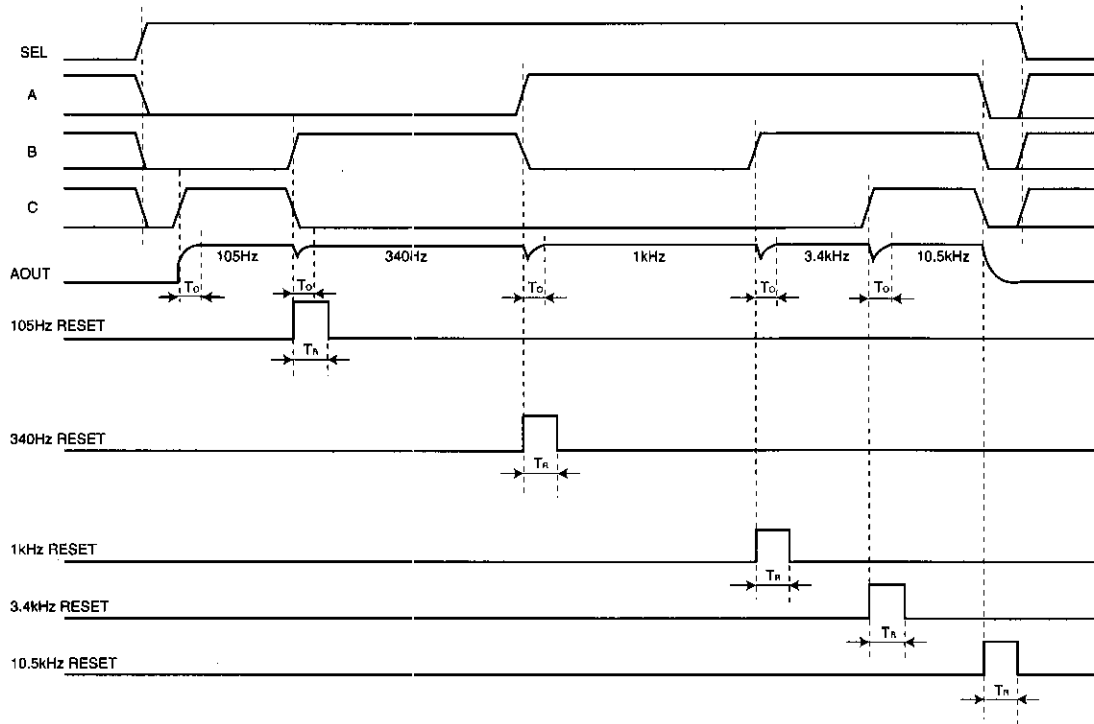 SEL
A
B
C
AOUT
105Hz 340Hz 1kHz 3.4kHz 10.5kHz
To To To To To
105Hz RESET
TR
340Hz RESET
TR
1kHz RESET
TR
3.4kHz RESET
TR
10.5kHz RESET
TR